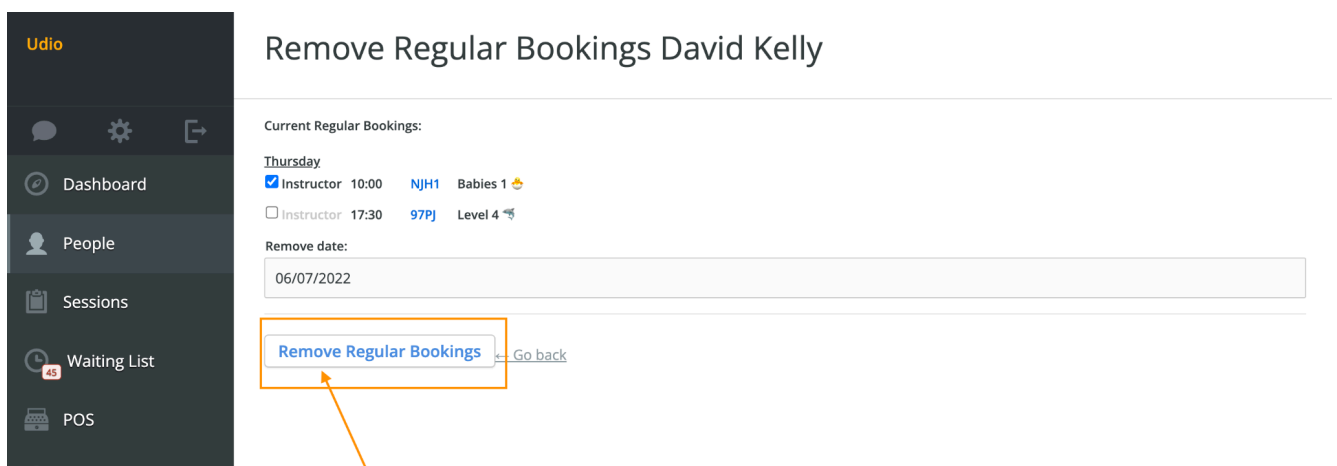 Udio
Remove Regular Bookings David Kelly
Current Regular Bookings:
Thursday
Instructor 10:00 NJH1 Babies 1 🐣
Instructor 17:30 97PJ Level 4 🦈
Remove date:
06/07/2022
Remove Regular Bookings
← Go back
Dashboard
People
Sessions
45 Waiting List
POS